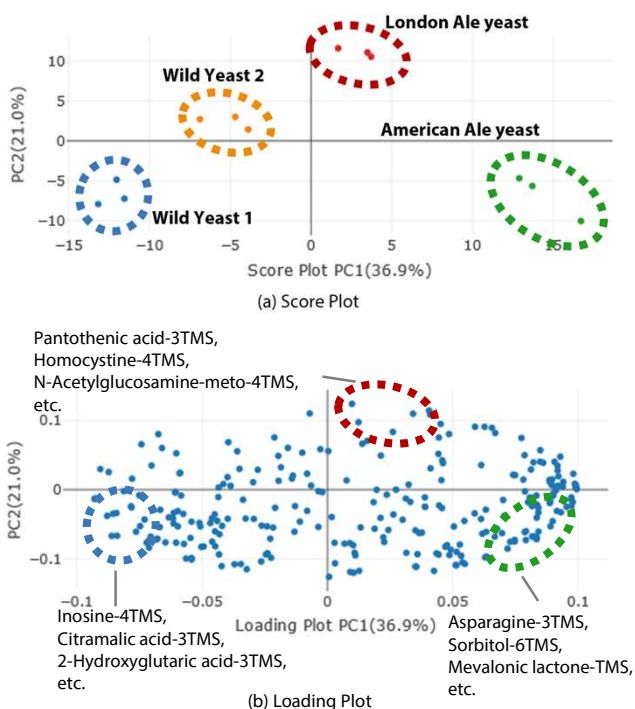 London Ale yeast
Wild Yeast 2
American Ale yeast
Wild Yeast 1
PC2(21.0%)
10
5
0
−5
−10
−15
−10
−5
0
5
10
15
Score Plot PC1(36.9%)
(a) Score Plot
Pantothenic acid-3TMS,
Homocystine-4TMS,
N-Acetylglucosamine-meto-4TMS,
etc.
PC2(21.0%)
0.1
0
−0.1
−0.1
−0.05
0
0.05
0.1
Loading Plot PC1(36.9%)
Inosine-4TMS,
Citramalic acid-3TMS,
2-Hydroxyglutaric acid-3TMS,
etc.
Asparagine-3TMS,
Sorbitol-6TMS,
Mevalonic lactone-TMS,
etc.
(b) Loading Plot